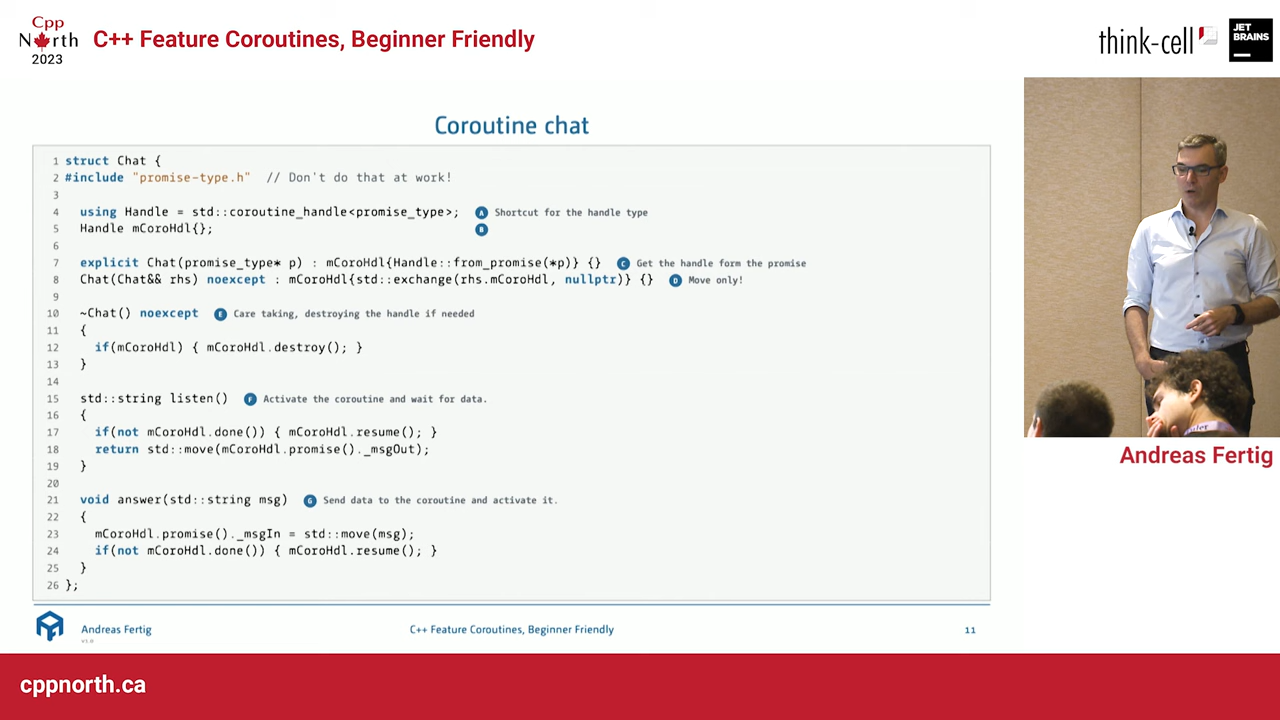 Cpp
North
2023
C++ Feature Coroutines, Beginner Friendly
think-cell
JET
BRAINS
Coroutine chat
1 struct Chat {
2 #include "promise-type.h" // Don't do that at work!
3
4 using Handle = std::coroutine_handle<promise_type>; A Shortcut for the handle type
5 Handle mCoroHdl{}; B
6
7 explicit Chat(promise_type* p) : mCoroHdl{Handle::from_promise(*p)} {} C Get the handle form the promise
8 Chat(Chat&& rhs) noexcept : mCoroHdl{std::exchange(rhs.mCoroHdl, nullptr)} {} D Move only!
9
10 ~Chat() noexcept E Care taking, destroying the handle if needed
11 {
12 if(mCoroHdl) { mCoroHdl.destroy(); }
13 }
14
15 std::string listen() F Activate the coroutine and wait for data.
16 {
17 if(not mCoroHdl.done()) { mCoroHdl.resume(); }
18 return std::move(mCoroHdl.promise()._msgOut);
19 }
20
21 void answer(std::string msg) G Send data to the coroutine and activate it.
22 {
23 mCoroHdl.promise()._msgIn = std::move(msg);
24 if(not mCoroHdl.done()) { mCoroHdl.resume(); }
25 }
26 };
Andreas Fertig
v1.0
C++ Feature Coroutines, Beginner Friendly
11
Andreas Fertig
cppnorth.ca